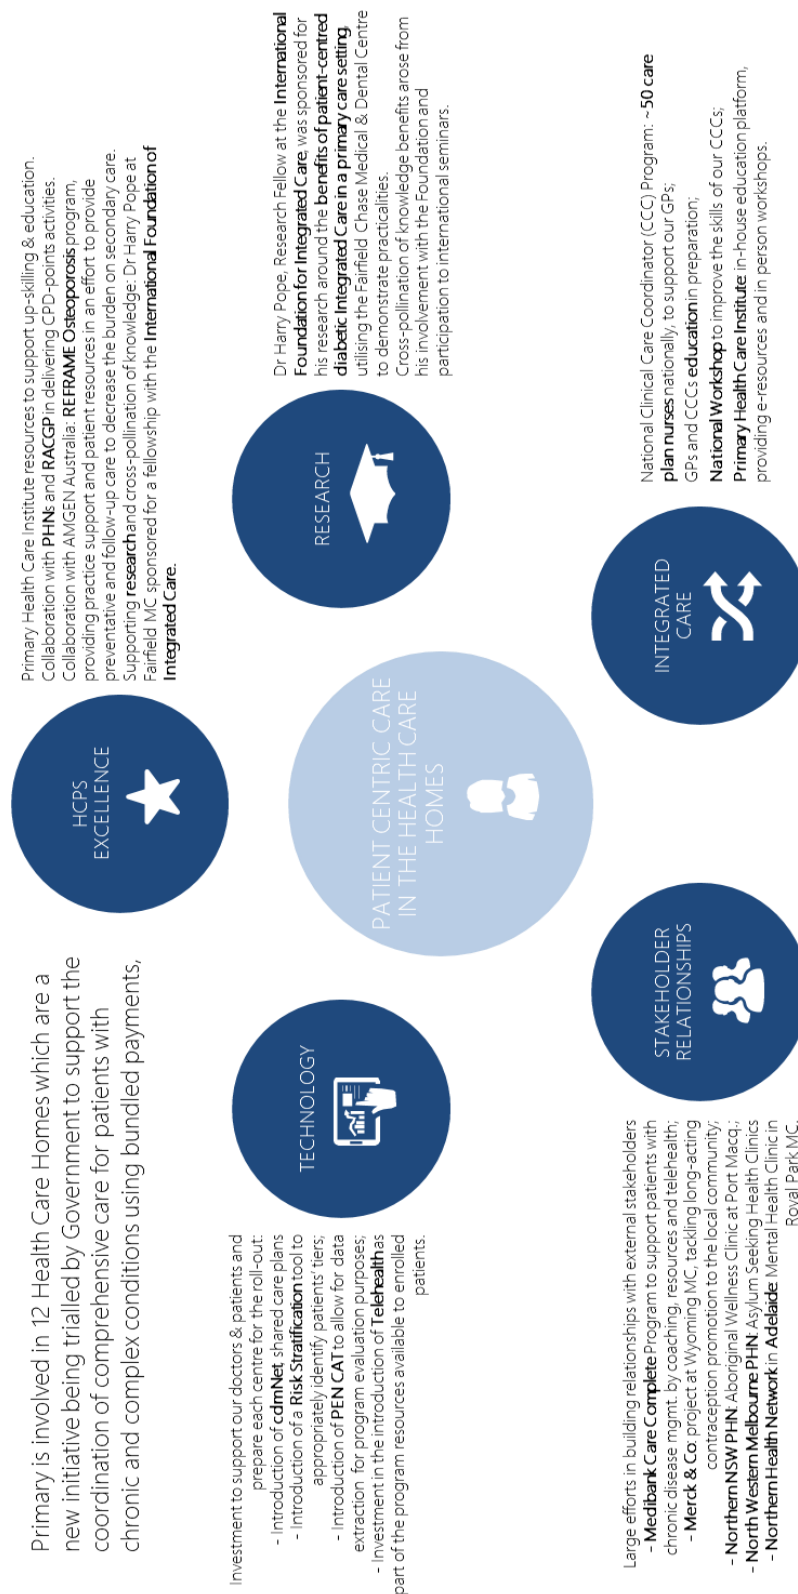 Primary is involved in 12 Health Care Homes which are a
new initiative being trialled by Government to support the
coordination of comprehensive care for patients with
chronic and complex conditions using bundled payments,
HCPS
EXCELLENCE
Primary Health Care Institute resources to support up-skilling & education.
Collaboration with PHNs and RACGP in delivering CPD-points activities.
Collaboration with AMGEN Australia: REFRAME Osteoporosis program,
providing practice support and patient resources in an effort to provide
preventative and follow-up care to decrease the burden on secondary care.
Supporting research and cross-pollination of knowledge: Dr Harry Pope at
Fairfield MC sponsored for a fellowship with the International Foundation of
Integrated Care.
Investment to support our doctors & patients and
prepare each centre for the roll-out:
- Introduction of cdmNet, shared care plans
- Introduction of a Risk Stratification tool to
appropriately identify patients' tiers;
- Introduction of PEN CAT to allow for data
extraction for program evaluation purposes;
- Investment in the introduction of Telehealth as
part of the program resources available to enrolled
patients.
TECHNOLOGY
PATIENT CENTRIC CARE
IN THE HEALTH CARE
HOMES
RESEARCH
Dr Harry Pope, Research Fellow at the International
Foundation for Integrated Care, was sponsored for
his research around the benefits of patient-centred
diabetic Integrated Care in a primary care setting,
utilising the Fairfield Chase Medical & Dental Centre
to demonstrate practicalities.
Cross-pollination of knowledge benefits arose from
his involvement with the Foundation and
participation to international seminars.
Large efforts in building relationships with external stakeholders
- Medibank Care Complete Program to support patients with
chronic disease mgmt. by coaching, resources and telehealth;
- Merck & Co: project at Wyoming MC, tackling long-acting
contraception promotion to the local community;
- Northern NSW PHN: Aboriginal Wellness Clinic at Port Macq.;
- North Western Melbourne PHN: Asylum Seeking Health Clinics
- Northern Health Network in Adelaide: Mental Health Clinic in
Royal Park MC.
STAKEHOLDER
RELATIONSHIPS
INTEGRATED
CARE
National Clinical Care Coordinator (CCC) Program: ~50 care
plan nurses nationally, to support our GPs;
GPs and CCCs education in preparation;
National Workshop to improve the skills of our CCCs;
Primary Health Care Institute: in-house education platform,
providing e-resources and in person workshops.